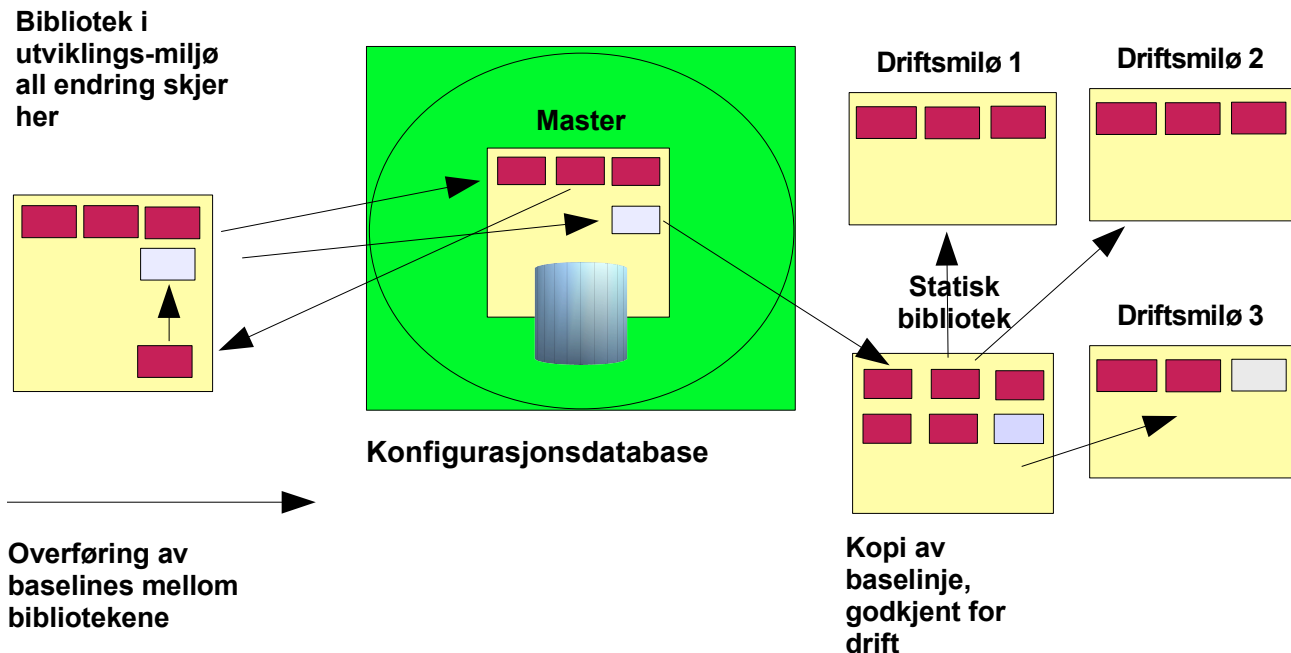 Bibliotek i
utviklings-miljø
all endring skjer
her
Master
Konfigurasjonsdatabase
Driftsmilø 1
Driftsmilø 2
Statisk
bibliotek
Driftsmilø 3
Overføring av
baselines mellom
bibliotekene
Kopi av
baselinje,
godkjent for
drift